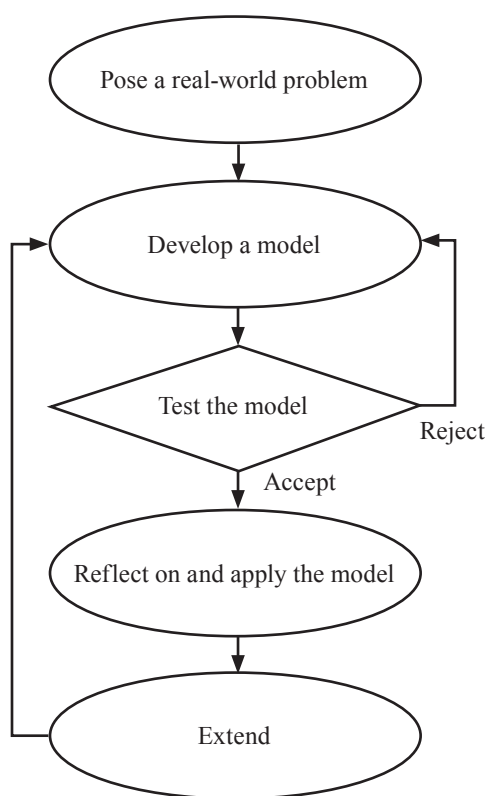 Pose a real-world problem
Develop a model
Test the model
Reject
Accept
Reflect on and apply the model
Extend